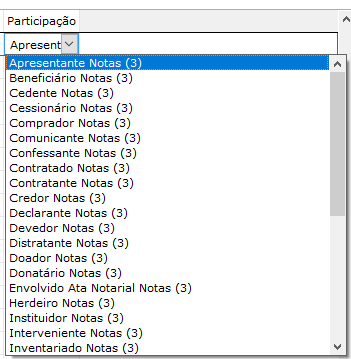 Participação
Apresent
Apresentante Notas (3)
Beneficiário Notas (3)
Cedente Notas (3)
Cessionário Notas (3)
Comprador Notas (3)
Comunicante Notas (3)
Confessante Notas (3)
Contratado Notas (3)
Contratante Notas (3)
Credor Notas (3)
Declarante Notas (3)
Devedor Notas (3)
Distratante Notas (3)
Doador Notas (3)
Donatário Notas (3)
Envolvido Ata Notarial Notas (3)
Herdeiro Notas (3)
Instituidor Notas (3)
Interveniente Notas (3)
Inventariado Notas (3)